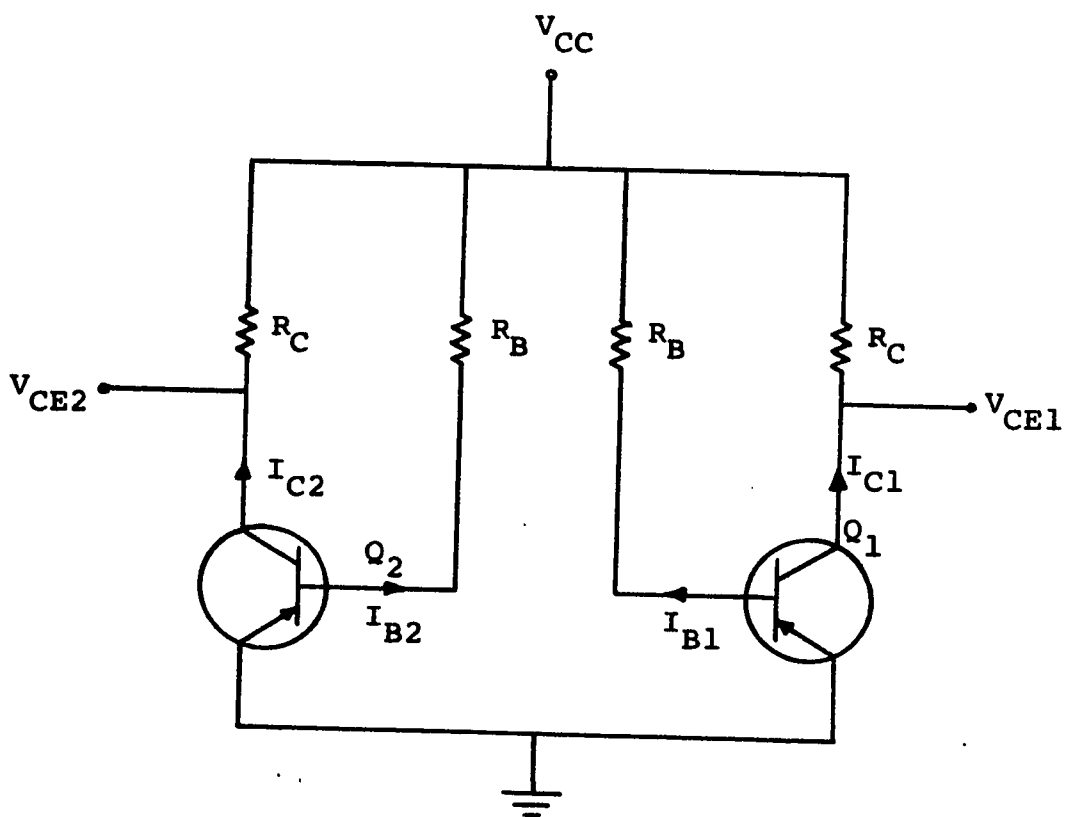 V_CC
R_C
R_B
R_B
R_C
V_CE2
V_CE1
I_C2
I_C1
Q_2
Q_1
I_B2
I_B1